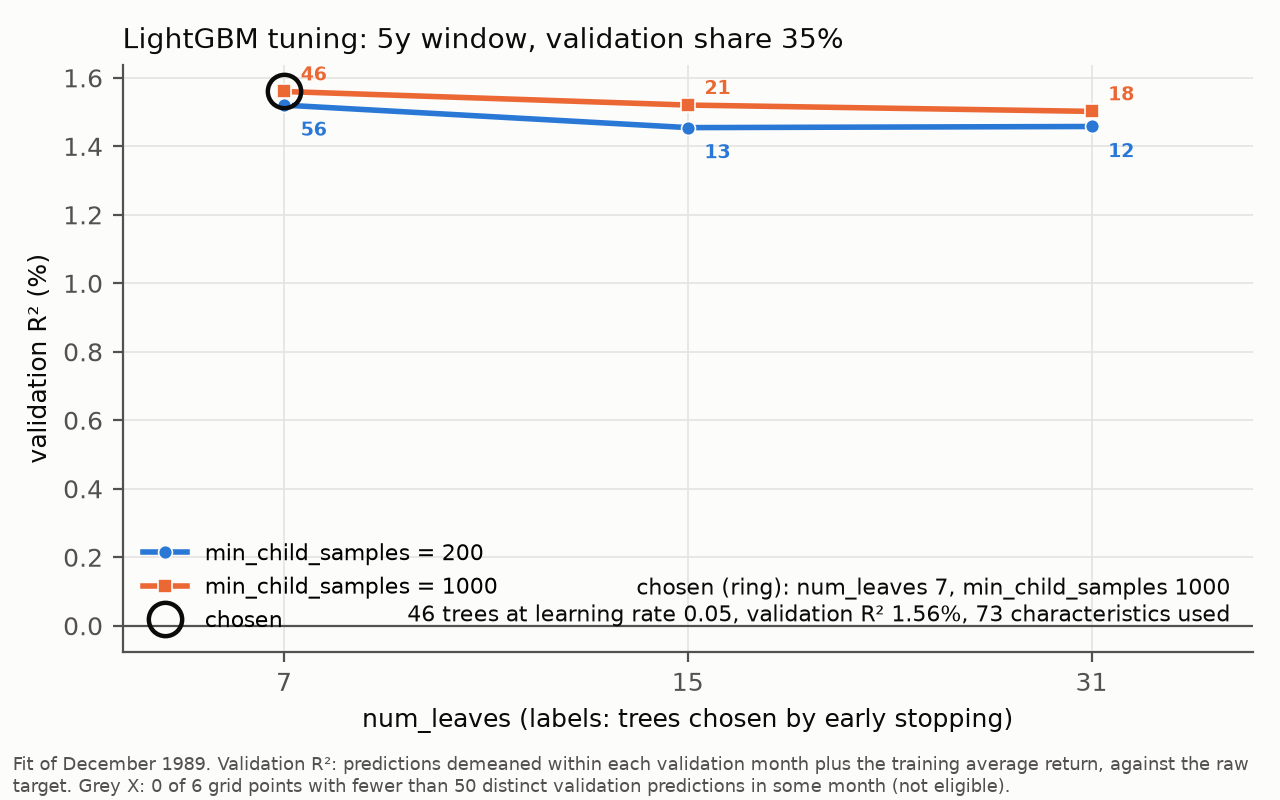 LightGBM tuning: 5y window, validation share 35%
validation R² (%)
1.6
1.4
1.2
1.0
0.8
0.6
0.4
0.2
0.0
46
21
18
56
13
12
min_child_samples = 200
min_child_samples = 1000
chosen
chosen (ring): num_leaves 7, min_child_samples 1000
46 trees at learning rate 0.05, validation R² 1.56%, 73 characteristics used
7
15
31
num_leaves (labels: trees chosen by early stopping)
Fit of December 1989. Validation R²: predictions demeaned within each validation month plus the training average return, against the raw
target. Grey X: 0 of 6 grid points with fewer than 50 distinct validation predictions in some month (not eligible).